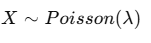 X ∼ Poisson(λ)